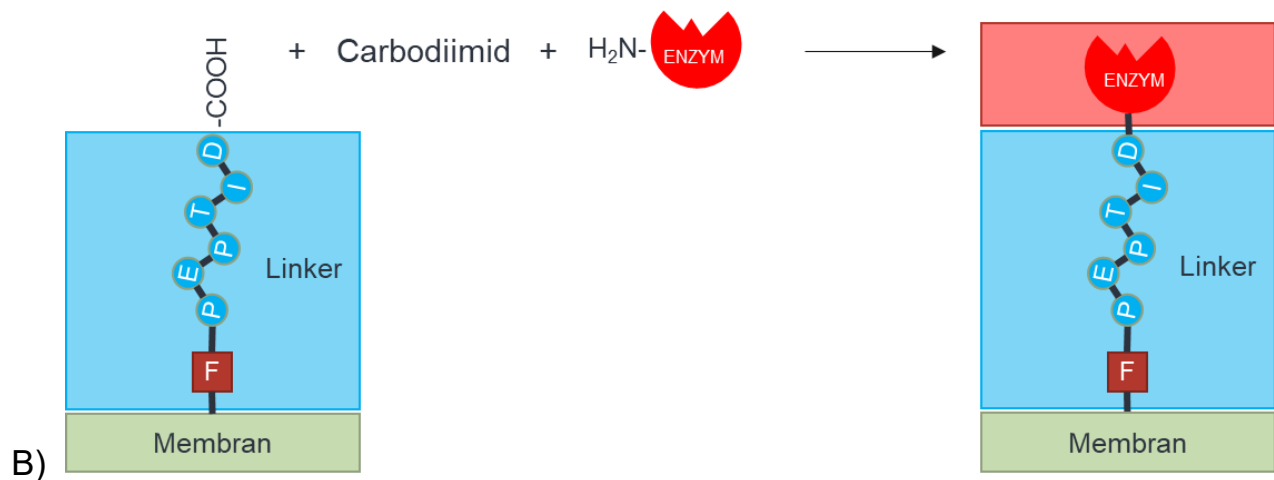 -COOH + Carbodiimid + H₂N- ENZYM
ENZYM
D
I
T
P
E
P
Linker
F
Membran
D
I
T
P
E
P
Linker
F
Membran
B)